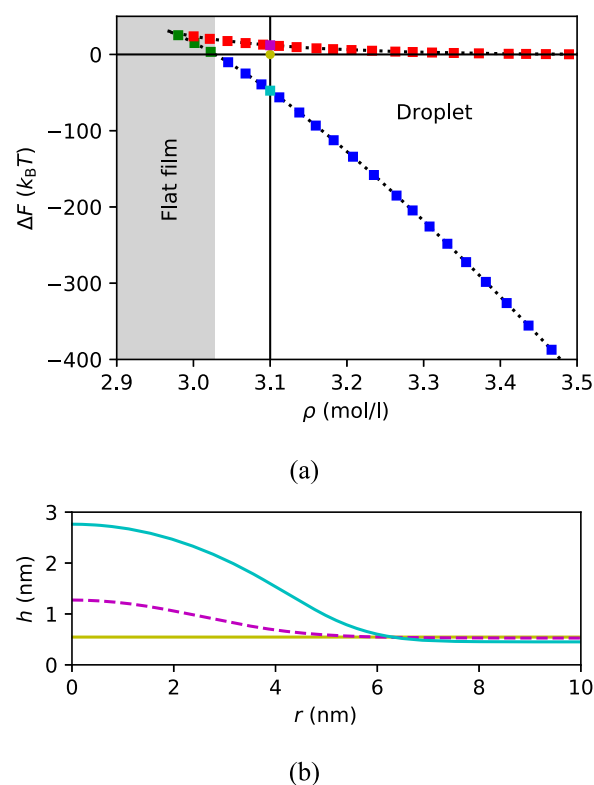 0
−100
−200
−300
−400
ΔF (k_BT)
Flat film
Droplet
2.9 3.0 3.1 3.2 3.3 3.4 3.5
ρ (mol/l)
(a)
3
2
1
0
h (nm)
0 2 4 6 8 10
r (nm)
(b)